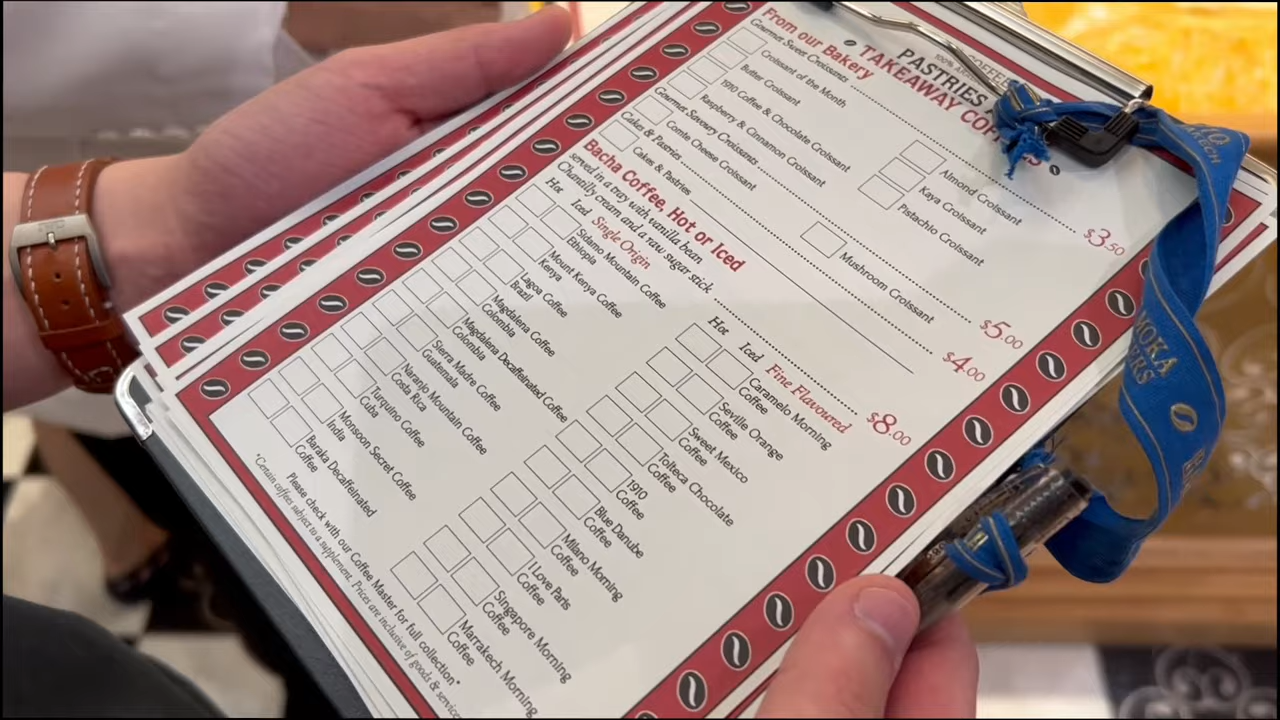 COFFEE
100% ARABICA
PASTRIES
TAKEAWAY COFFEE
From our Bakery
Gourmet Sweet Croissants $3.50
Croissant of the Month
Butter Croissant
1910 Coffee & Chocolate Croissant
Raspberry & Cinnamon Croissant
Almond Croissant
Kaya Croissant
Pistachio Croissant
Gourmet Savoury Croissants $5.00
Comte Cheese Croissant
Mushroom Croissant
Cakes & Pastries $4.00
Cakes & Pastries
Bacha Coffee, Hot or Iced
served in a tray with vanilla bean
Chantilly cream and a raw sugar stick $8.00
Hot Iced Single Origin
Sidamo Mountain Coffee
Ethiopia
Mount Kenya Coffee
Kenya
Lagoa Coffee
Brazil
Magdalena Coffee
Colombia
Magdalena Decaffeinated Coffee
Colombia
Sierra Madre Coffee
Guatemala
Naranjo Mountain Coffee
Costa Rica
Turquino Coffee
Cuba
Monsoon Secret Coffee
India
Baraka Decaffeinated
Coffee
Hot Iced Fine Flavoured
Caramelo Morning
Coffee
Seville Orange
Coffee
Sweet Mexico
Coffee
Tolteca Chocolate
Coffee
1910
Coffee
Blue Danube
Coffee
Milano Morning
Coffee
I Love Paris
Coffee
Singapore Morning
Coffee
Marrakech Morning
Coffee
Please check with our Coffee Master for full collection*
*Certain coffees subject to a supplement. Prices are inclusive of goods & service